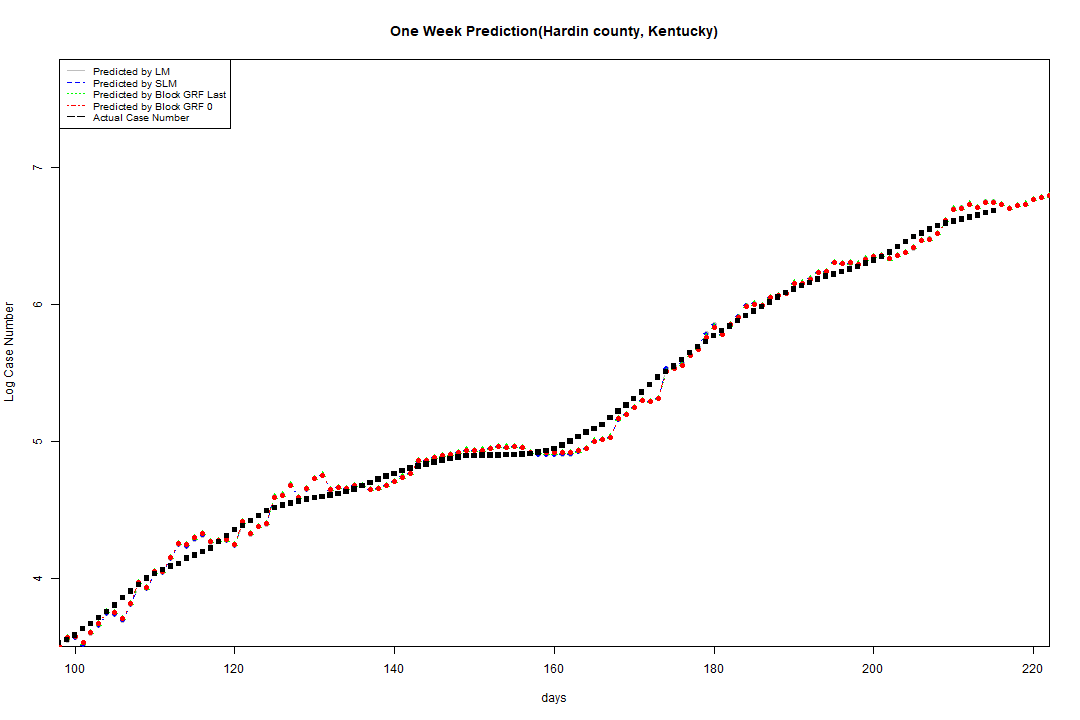 One Week Prediction(Hardin county, Kentucky)
Predicted by LM
Predicted by SLM
Predicted by Block GRF Last
Predicted by Block GRF 0
Actual Case Number
7
6
5
4
Log Case Number
100 120 140 160 180 200 220
days